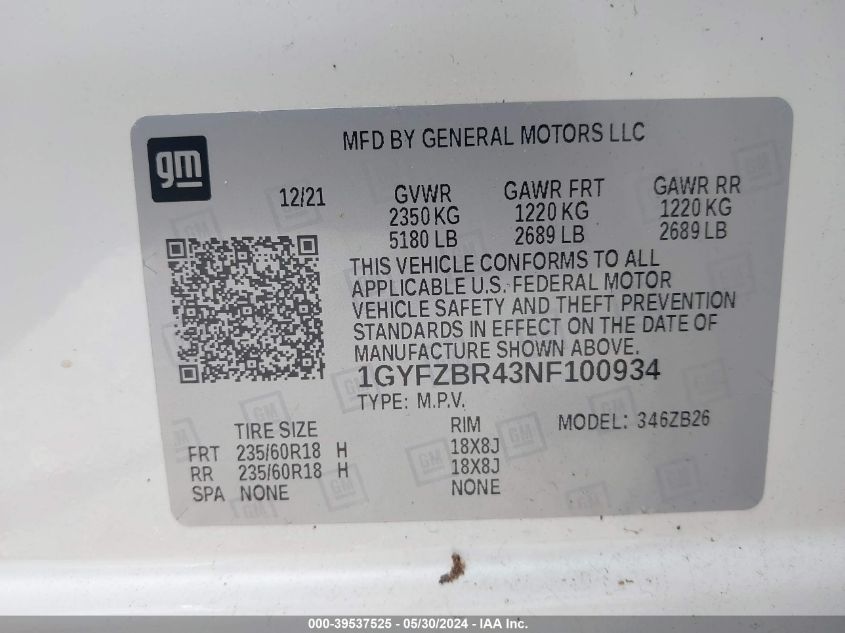 gm
MFD BY GENERAL MOTORS LLC
12/21 GVWR GAWR FRT GAWR RR
2350 KG 1220 KG 1220 KG
5180 LB 2689 LB 2689 LB
THIS VEHICLE CONFORMS TO ALL
APPLICABLE U.S. FEDERAL MOTOR
VEHICLE SAFETY AND THEFT PREVENTION
STANDARDS IN EFFECT ON THE DATE OF
MANUFACTURE SHOWN ABOVE.
1GYFZBR43NF100934
TYPE: M.P.V.
TIRE SIZE RIM MODEL: 346ZB26
FRT 235/60R18 H 18X8J
RR 235/60R18 H 18X8J
SPA NONE NONE
000-39537525 - 05/30/2024 - IAA Inc.